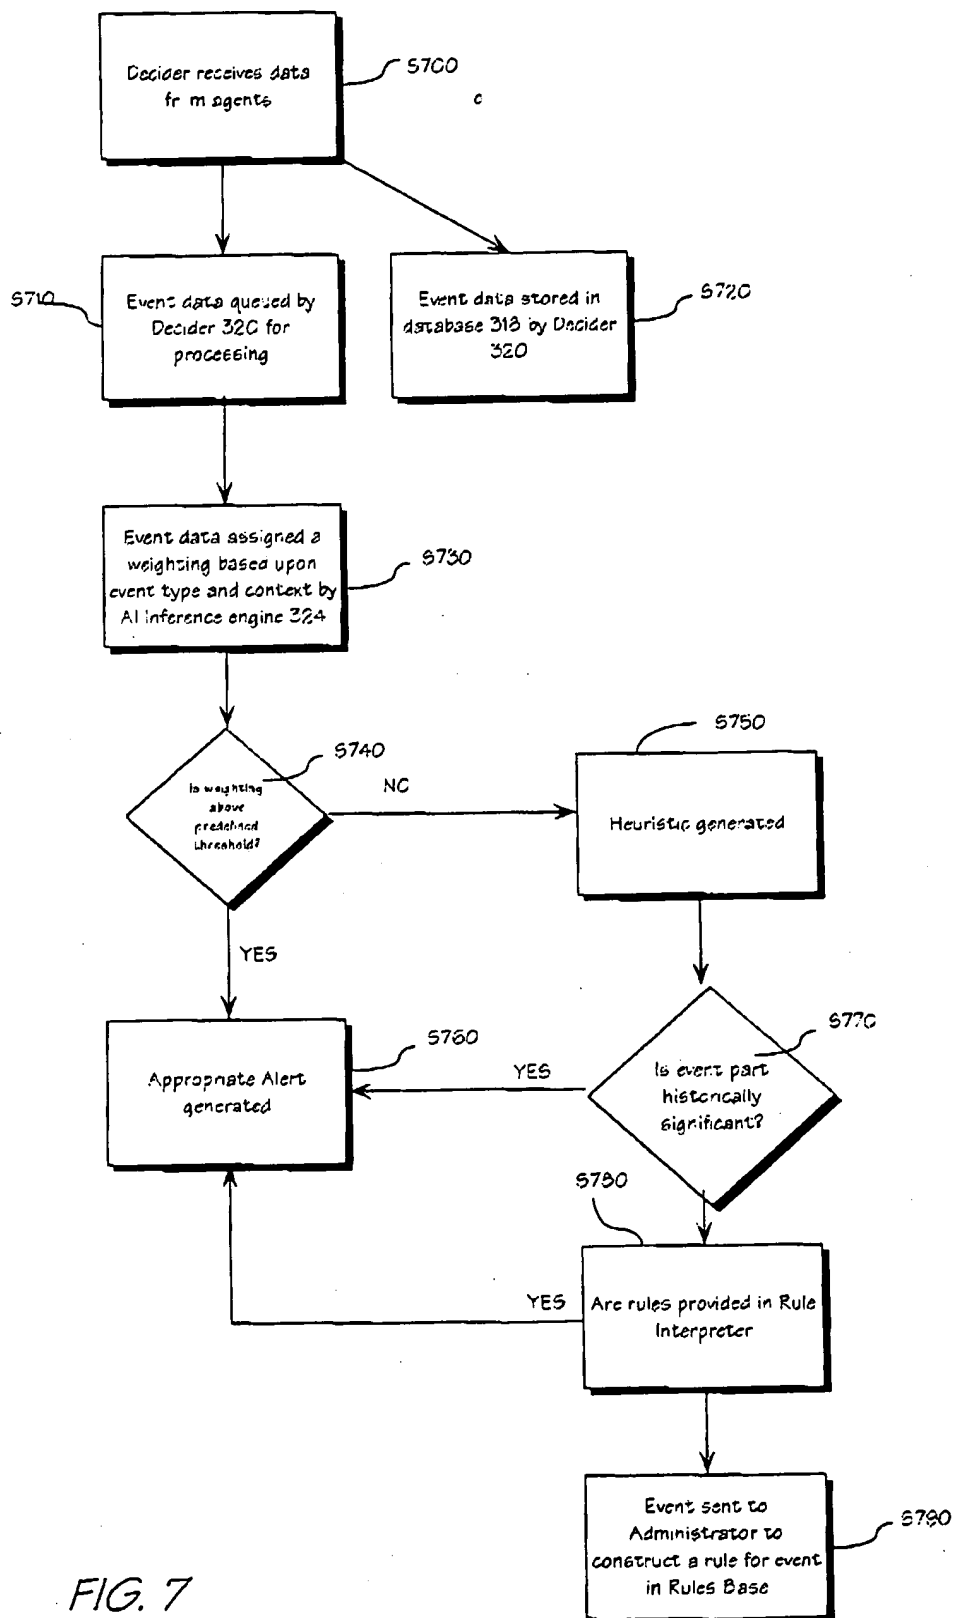 Decider receives data
fr m agents
S700
c
S710
Event data queued by
Decider 320 for
processing
Event data stored in
database 318 by Decider
320
S720
Event data assigned a
weighting based upon
event type and context by
AI inference engine 324
S730
S740
Is weighting
above
predefined
threshold?
NO
S750
Heuristic generated
YES
Appropriate Alert
generated
S760
YES
S770
Is event part
historically
significant?
S780
YES
Are rules provided in Rule
Interpreter
Event sent to
Administrator to
construct a rule for event
in Rules Base
S790
FIG. 7